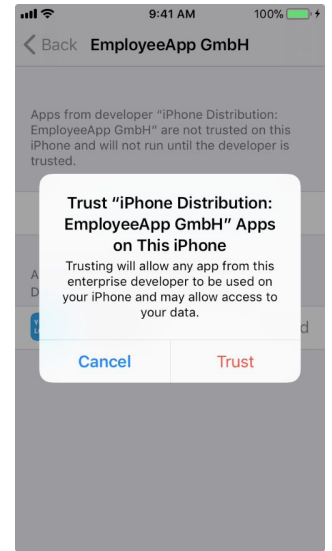 9:41 AM
100%
Back
EmployeeApp GmbH
Apps from developer "iPhone Distribution:
EmployeeApp GmbH" are not trusted on this
iPhone and will not run until the developer is
trusted.
Trust “iPhone Distribution:
EmployeeApp GmbH” Apps
on This iPhone
Trusting will allow any app from this
enterprise developer to be used on
your iPhone and may allow access to
your data.
Cancel
Trust